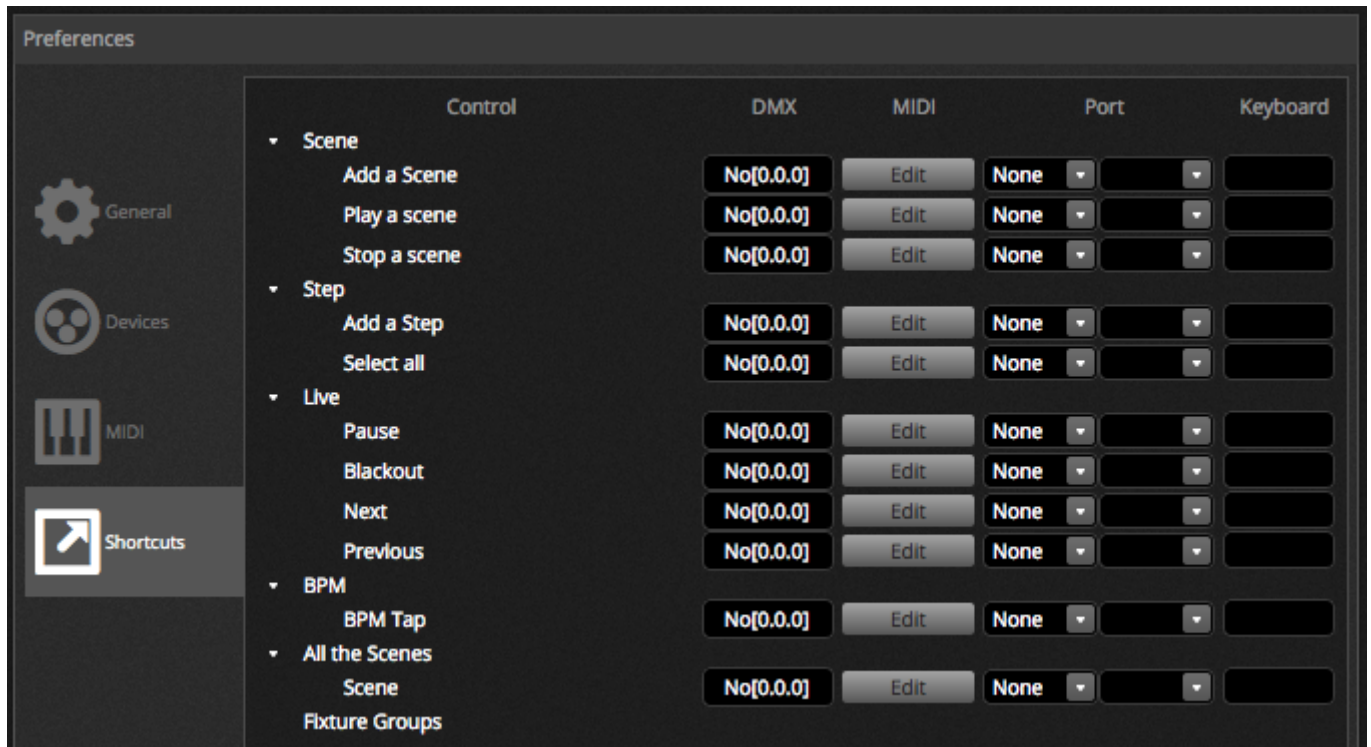 Preferences
Control DMX MIDI Port Keyboard
Scene
Add a Scene No[0.0.0] Edit None
General
Play a scene No[0.0.0] Edit None
Stop a scene No[0.0.0] Edit None
Step
Devices
Add a Step No[0.0.0] Edit None
Select all No[0.0.0] Edit None
Live
MIDI
Pause No[0.0.0] Edit None
Blackout No[0.0.0] Edit None
Next No[0.0.0] Edit None
Shortcuts
Previous No[0.0.0] Edit None
BPM
BPM Tap No[0.0.0] Edit None
All the Scenes
Scene No[0.0.0] Edit None
Fixture Groups